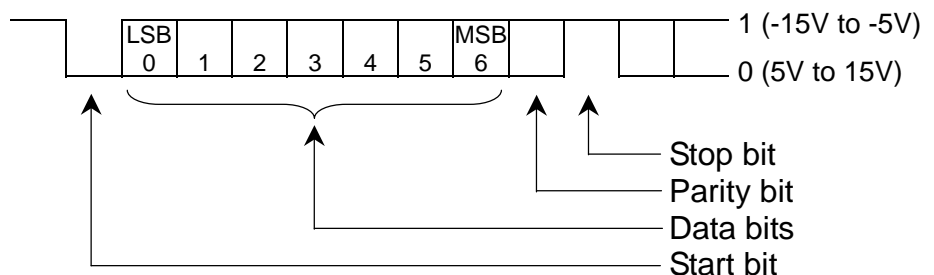 1 (-15V to -5V)
LSB MSB
0 1 2 3 4 5 6
0 (5V to 15V)
Stop bit
Parity bit
Data bits
Start bit